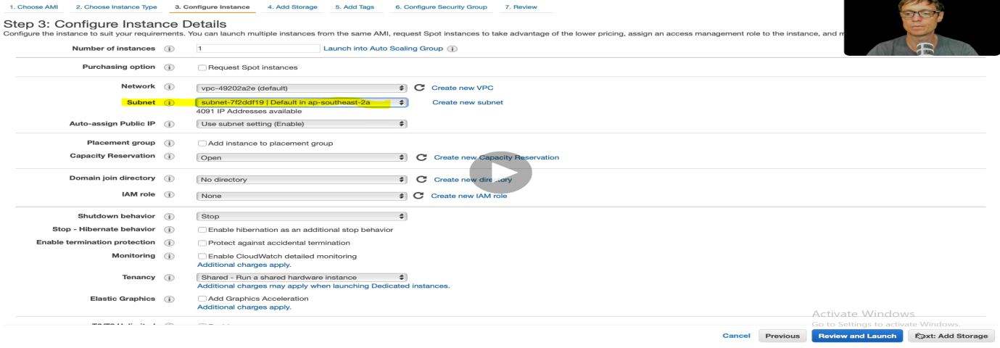 1. Choose AMI 2. Choose Instance Type 3. Configure Instance 4. Add Storage 5. Add Tags 6. Configure Security Group 7. Review
Step 3: Configure Instance Details
Configure the instance to suit your requirements. You can launch multiple instances from the same AMI, request Spot instances to take advantage of the lower pricing, assign an access management role to the instance, and
Number of instances 1 Launch into Auto Scaling Group
Purchasing option Request Spot instances
Network vpc-49202a2e (default) Create new VPC
Subnet subnet-7f2ddf19 | Default in ap-southeast-2a Create new subnet
4091 IP Addresses available
Auto-assign Public IP Use subnet setting (Enable)
Placement group Add instance to placement group
Capacity Reservation Open Create new Capacity Reservation
Domain join directory No directory Create new directory
IAM role None Create new IAM role
Shutdown behavior Stop
Stop - Hibernate behavior Enable hibernation as an additional stop behavior
Enable termination protection Protect against accidental termination
Monitoring Enable CloudWatch detailed monitoring
Additional charges apply.
Tenancy Shared - Run a shared hardware instance
Additional charges may apply when launching Dedicated instances.
Elastic Graphics Add Graphics Acceleration
Additional charges apply.
Activate Windows
Go to Settings to activate Windows.
Cancel Previous Review and Launch Next: Add Storage